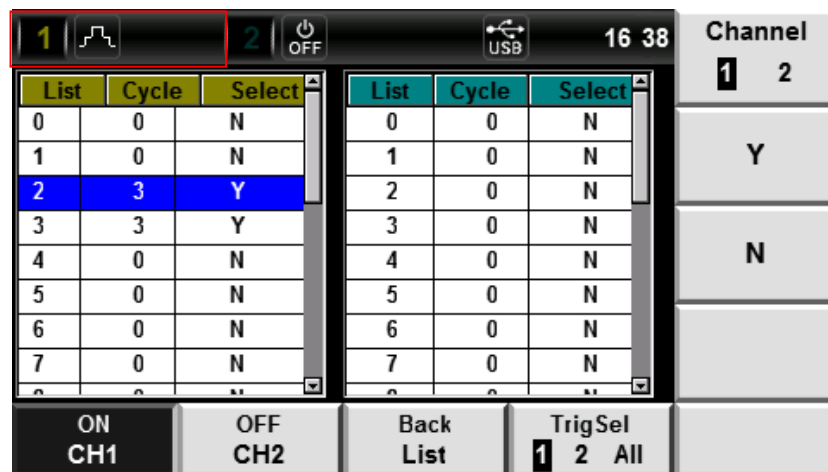 1 2 OFF USB 16 38
Channel
1 2
Y
N
List Cycle Select List Cycle Select
0 0 N 0 0 N
1 0 N 1 0 N
2 3 Y 2 0 N
3 3 Y 3 0 N
4 0 N 4 0 N
5 0 N 5 0 N
6 0 N 6 0 N
7 0 N 7 0 N
ON OFF Back TrigSel
CH1 CH2 List 1 2 All